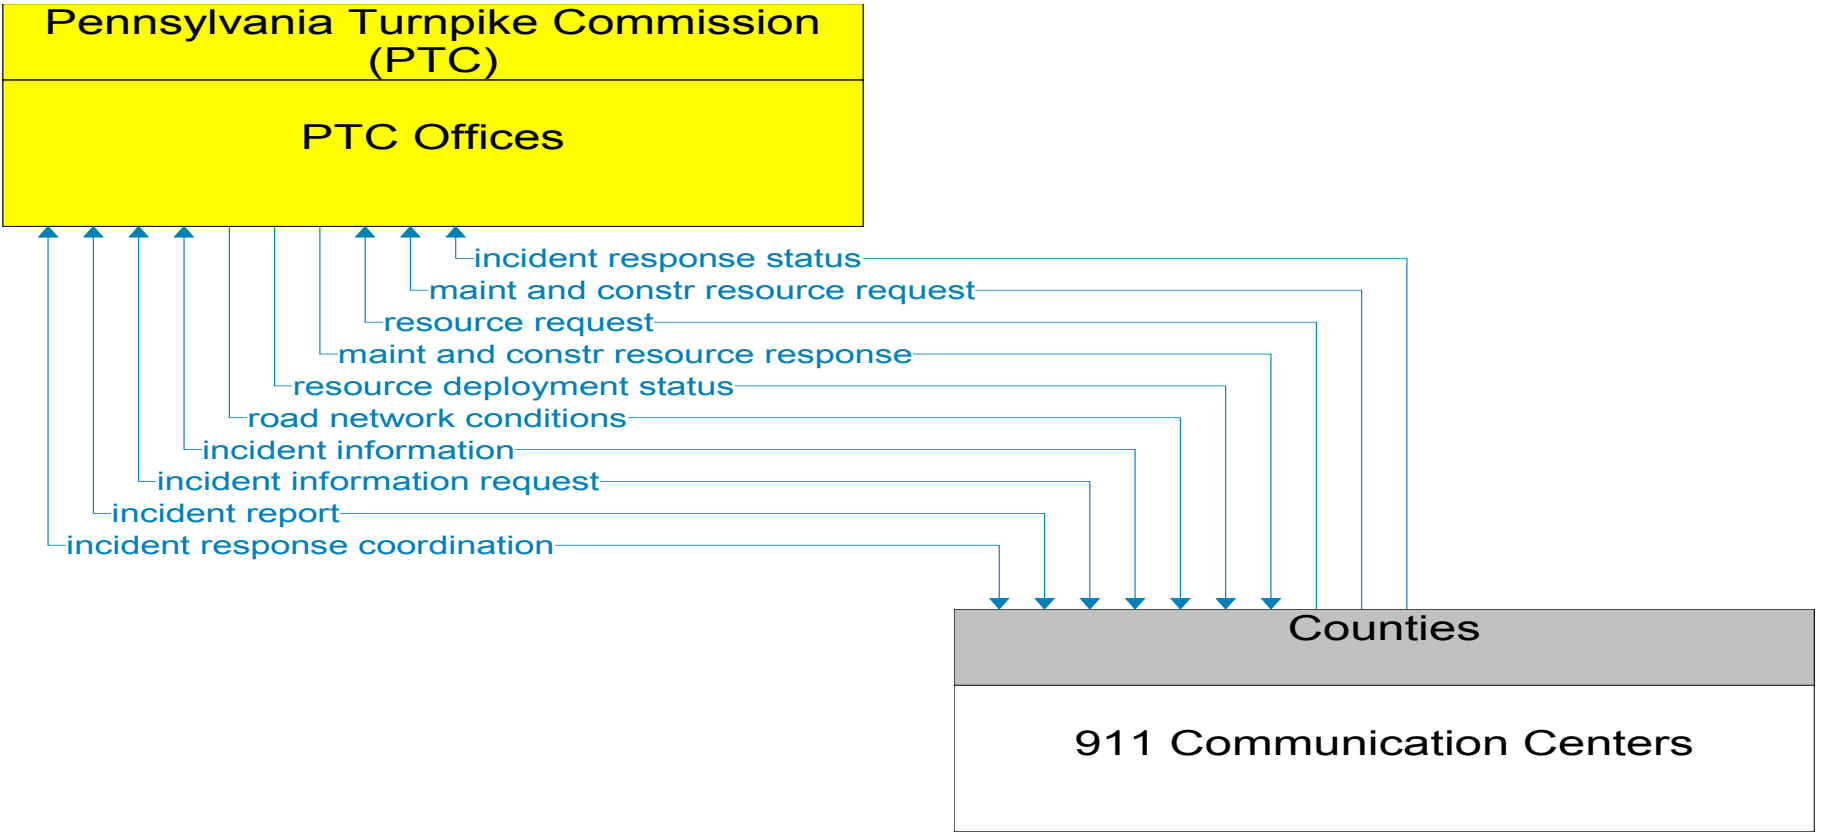 Pennsylvania Turnpike Commission
(PTC)
PTC Offices
incident response status
maint and constr resource request
resource request
maint and constr resource response
resource deployment status
road network conditions
incident information
incident information request
incident report
incident response coordination
Counties
911 Communication Centers